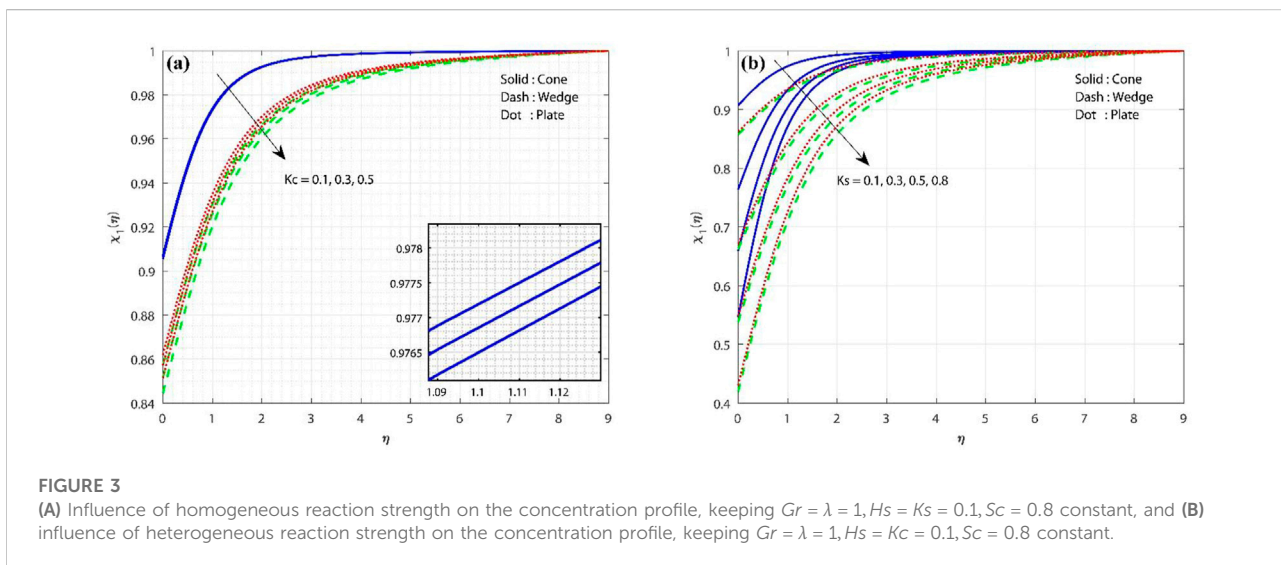 (a)
1
0.98
0.96
0.94
0.92
0.9
0.88
0.86
0.84
χ₁(η)
0 1 2 3 4 5 6 7 8 9
η
Solid : Cone
Dash : Wedge
Dot : Plate
Kc = 0.1, 0.3, 0.5
0.978
0.9775
0.977
0.9765
1.09 1.1 1.11 1.12
(b)
1
0.9
0.8
0.7
0.6
0.5
0.4
χ₁(η)
0 1 2 3 4 5 6 7 8 9
η
Solid : Cone
Dash : Wedge
Dot : Plate
Ks = 0.1, 0.3, 0.5, 0.8
FIGURE 3
(A) Influence of homogeneous reaction strength on the concentration profile, keeping Gr = λ = 1, Hs = Ks = 0.1, Sc = 0.8 constant, and (B)
influence of heterogeneous reaction strength on the concentration profile, keeping Gr = λ = 1, Hs = Kc = 0.1, Sc = 0.8 constant.